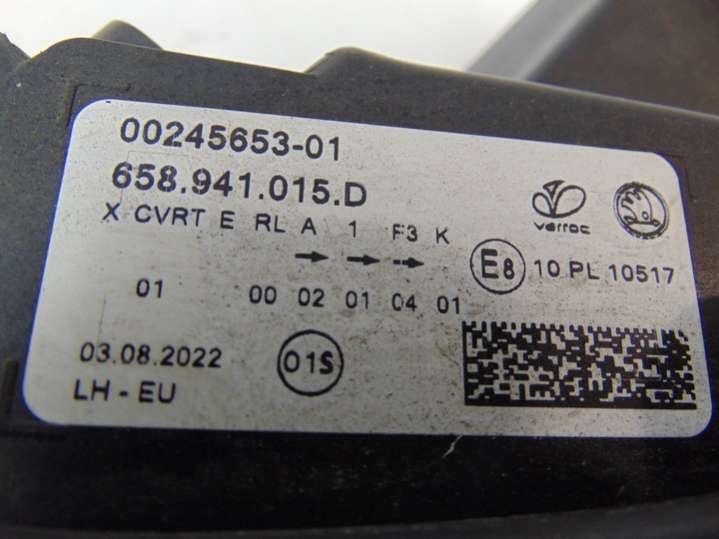 00245653-01
658.941.015.D
X CVRT E RL A 1 F3 K
varroc
E8 10 PL 10517
01 00 02 01 04 01
03.08.2022
01S
LH - EU